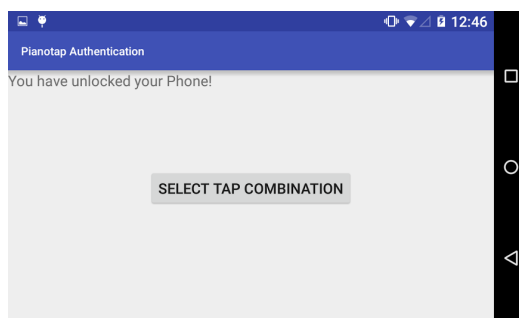 12:46
Pianotap Authentication
You have unlocked your Phone!
SELECT TAP COMBINATION